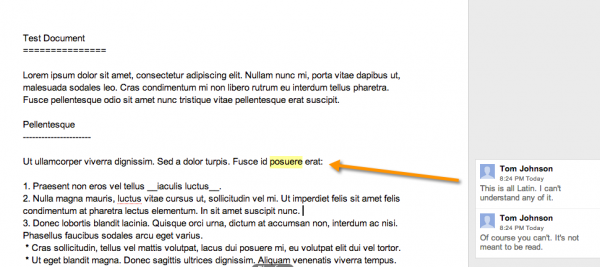 Test Document
===============
Lorem ipsum dolor sit amet, consectetur adipiscing elit. Nullam nunc mi, porta vitae dapibus ut,
malesuada sodales leo. Cras condimentum mi non libero rutrum eu interdum tellus pharetra.
Fusce pellentesque odio sit amet nunc tristique vitae pellentesque erat suscipit.
Pellentesque
----------------------
Ut ullamcorper viverra dignissim. Sed a dolor turpis. Fusce id posuere erat:
1. Praesent non eros vel tellus __iaculis luctus__.
2. Nulla magna mauris, luctus vitae cursus ut, sollicitudin vel mi. Ut imperdiet felis sit amet felis
condimentum at pharetra lectus elementum. In sit amet suscipit nunc.
3. Donec lobortis blandit lacinia. Quisque orci urna, dictum at accumsan non, interdum ac nisi.
Phasellus faucibus sodales arcu eget varius.
* Cras sollicitudin, tellus vel mattis volutpat, lacus dui posuere mi, eu volutpat elit dui vel tortor.
* Ut eget blandit magna. Donec sagittis ultrices dignissim. Aliquam venenatis viverra tempus.
Tom Johnson
8:24 PM Today
This is all Latin. I can't
understand any of it.
Tom Johnson
8:25 PM Today
Of course you can't. It's not
meant to be read.